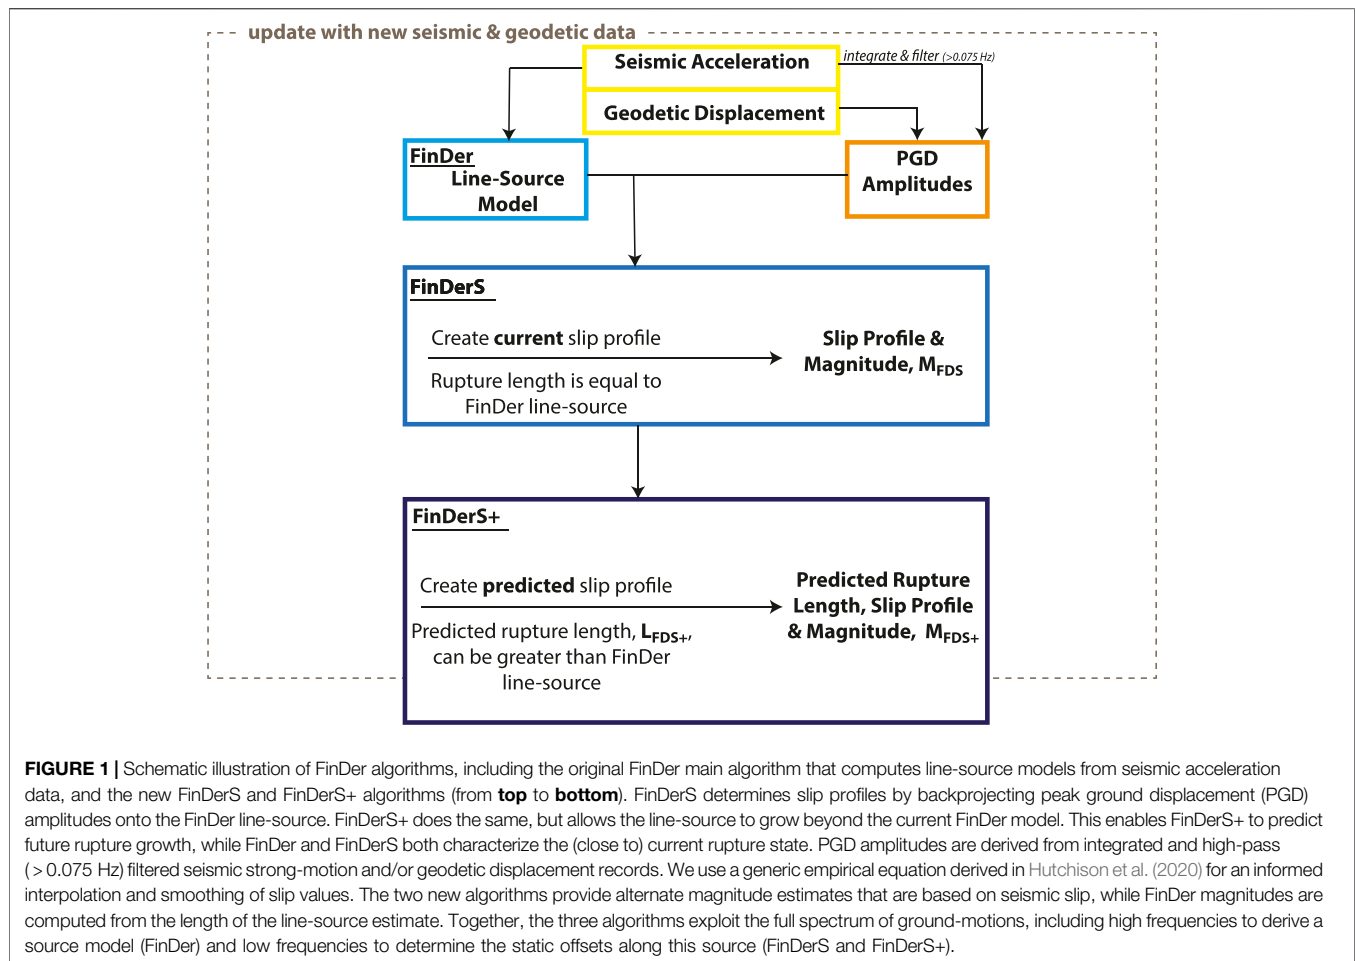 update with new seismic & geodetic data
Seismic Acceleration
integrate & filter (>0.075 Hz)
Geodetic Displacement
FinDer
Line-Source
Model
PGD
Amplitudes
FinDerS
Create current slip profile
Rupture length is equal to
FinDer line-source
Slip Profile &
Magnitude, MFDS
FinDerS+
Create predicted slip profile
Predicted rupture length, LFDS+,
can be greater than FinDer
line-source
Predicted Rupture
Length, Slip Profile
& Magnitude, MFDS+
FIGURE 1 | Schematic illustration of FinDer algorithms, including the original FinDer main algorithm that computes line-source models from seismic acceleration
data, and the new FinDerS and FinDerS+ algorithms (from top to bottom). FinDerS determines slip profiles by backprojecting peak ground displacement (PGD)
amplitudes onto the FinDer line-source. FinDerS+ does the same, but allows the line-source to grow beyond the current FinDer model. This enables FinDerS+ to predict
future rupture growth, while FinDer and FinDerS both characterize the (close to) current rupture state. PGD amplitudes are derived from integrated and high-pass
(> 0.075 Hz) filtered seismic strong-motion and/or geodetic displacement records. We use a generic empirical equation derived in Hutchison et al. (2020) for an informed
interpolation and smoothing of slip values. The two new algorithms provide alternate magnitude estimates that are based on seismic slip, while FinDer magnitudes are
computed from the length of the line-source estimate. Together, the three algorithms exploit the full spectrum of ground-motions, including high frequencies to derive a
source model (FinDer) and low frequencies to determine the static offsets along this source (FinDerS and FinDerS+).